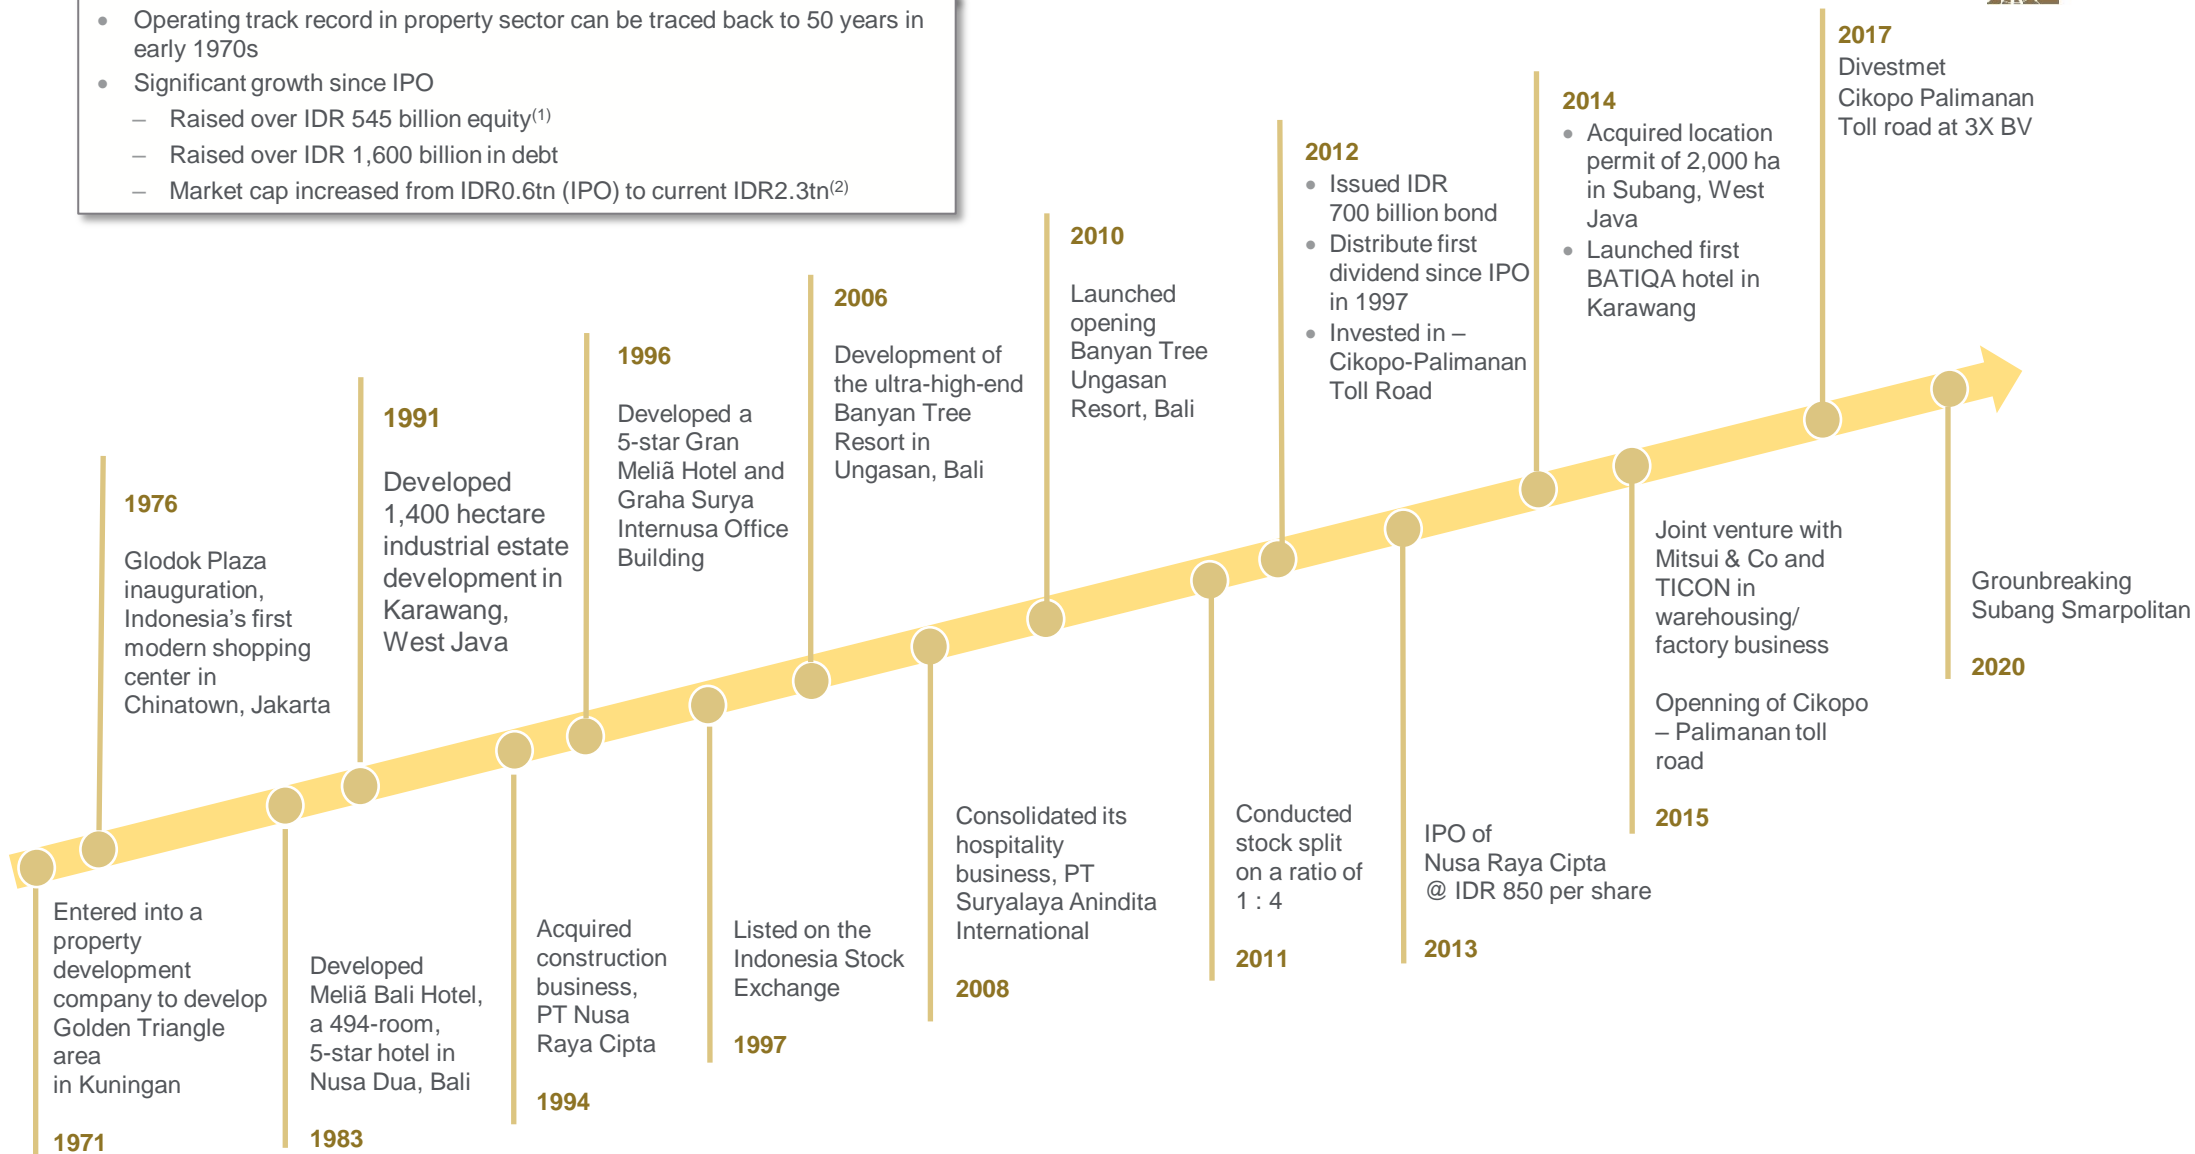 • Operating track record in property sector can be traced back to 50 years in
early 1970s
• Significant growth since IPO
– Raised over IDR 545 billion equity(1)
– Raised over IDR 1,600 billion in debt
– Market cap increased from IDR0.6tn (IPO) to current IDR2.3tn(2)
1971
Entered into a
property
development
company to develop
Golden Triangle
area
in Kuningan
1976
Glodok Plaza
inauguration,
Indonesia’s first
modern shopping
center in
Chinatown, Jakarta
Developed
Meliã Bali Hotel,
a 494-room,
5-star hotel in
Nusa Dua, Bali
1983
1991
Developed
1,400 hectare
industrial estate
development in
Karawang,
West Java
Acquired
construction
business,
PT Nusa
Raya Cipta
1994
1996
Developed a
5-star Gran
Meliã Hotel and
Graha Surya
Internusa Office
Building
Listed on the
Indonesia Stock
Exchange
1997
2006
Development of
the ultra-high-end
Banyan Tree
Resort in
Ungasan, Bali
Consolidated its
hospitality
business, PT
Suryalaya Anindita
International
2008
2010
Launched
opening
Banyan Tree
Ungasan
Resort, Bali
Conducted
stock split
on a ratio of
1 : 4
2011
2012
• Issued IDR
700 billion bond
• Distribute first
dividend since IPO
in 1997
• Invested in –
Cikopo-Palimanan
Toll Road
IPO of
Nusa Raya Cipta
@ IDR 850 per share
2013
2014
• Acquired location
permit of 2,000 ha
in Subang, West
Java
• Launched first
BATIQA hotel in
Karawang
Joint venture with
Mitsui & Co and
TICON in
warehousing/
factory business
Openning of Cikopo
– Palimanan toll
road
2015
2017
Divestmet
Cikopo Palimanan
Toll road at 3X BV
Grounbreaking
Subang Smarpolitan
2020